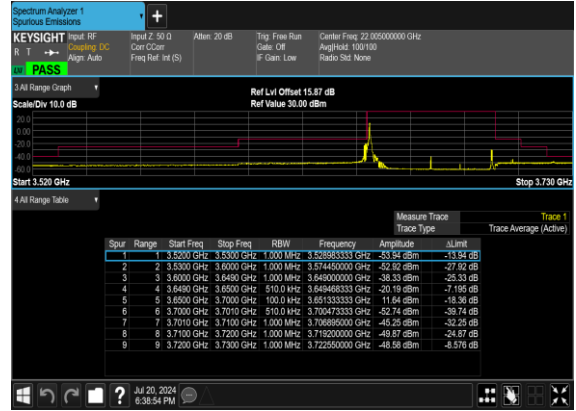 Spectrum Analyzer 1
Spurious Emissions
KEYSIGHT Input: RF Input Z: 50 Ω Atten: 20 dB Trig: Free Run Center Freq: 22.005000000 GHz
R T Coupling: DC Corr CCorr Gate: Off Avg|Hold: 100/100
Align: Auto Freq Ref: Int (S) IF Gain: Low Radio Std: None
PASS
3 All Range Graph
Ref Lvl Offset 15.87 dB
Scale/Div 10.0 dB Ref Value 30.00 dBm
20.0
0.00
-20.0
-40.0
-60.0
Start 3.520 GHz Stop 3.730 GHz
4 All Range Table
Measure Trace Trace 1
Trace Type Trace Average (Active)
Spur Range Start Freq Stop Freq RBW Frequency Amplitude ΔLimit
1 1 3.5200 GHz 3.5300 GHz 1.000 MHz 3.528983333 GHz -53.94 dBm -13.94 dB
2 2 3.5300 GHz 3.6000 GHz 1.000 MHz 3.574450000 GHz -52.92 dBm -27.92 dB
3 3 3.6000 GHz 3.6490 GHz 1.000 MHz 3.649000000 GHz -38.33 dBm -25.33 dB
4 4 3.6490 GHz 3.6500 GHz 510.0 kHz 3.649468333 GHz -20.19 dBm -7.195 dB
5 5 3.6500 GHz 3.7000 GHz 100.0 kHz 3.651333333 GHz 11.64 dBm -18.36 dB
6 6 3.7000 GHz 3.7010 GHz 510.0 kHz 3.700473333 GHz -52.74 dBm -39.74 dB
7 7 3.7010 GHz 3.7100 GHz 1.000 MHz 3.706895000 GHz -45.25 dBm -32.25 dB
8 8 3.7100 GHz 3.7200 GHz 1.000 MHz 3.719200000 GHz -49.87 dBm -24.87 dB
9 9 3.7200 GHz 3.7300 GHz 1.000 MHz 3.722550000 GHz -48.58 dBm -8.576 dB
Jul 20, 2024
6:38:54 PM